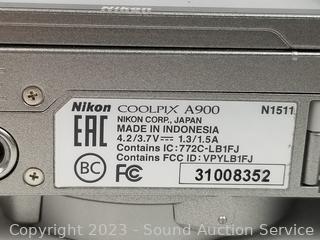 Nikon COOLPIX A900 N1511
NIKON CORP., JAPAN
MADE IN INDONESIA
4.2/3.7V⎓ 1.3/1.5A
Contains IC:772C-LB1FJ
Contains FCC ID:VPYLB1FJ
EAC
BC FC
31008352
Copyright © 2023 - Sound Auction Service